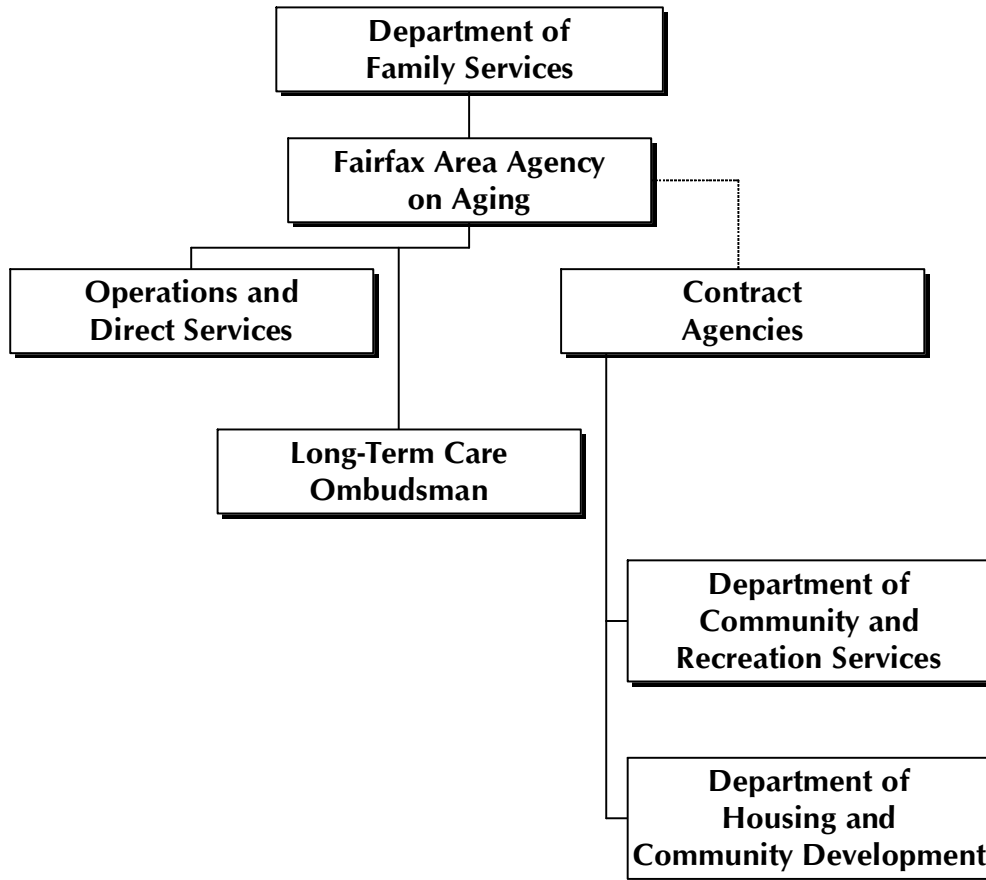 Department of
Family Services
Fairfax Area Agency
on Aging
Operations and
Direct Services
Contract
Agencies
Long-Term Care
Ombudsman
Department of
Community and
Recreation Services
Department of
Housing and
Community Development